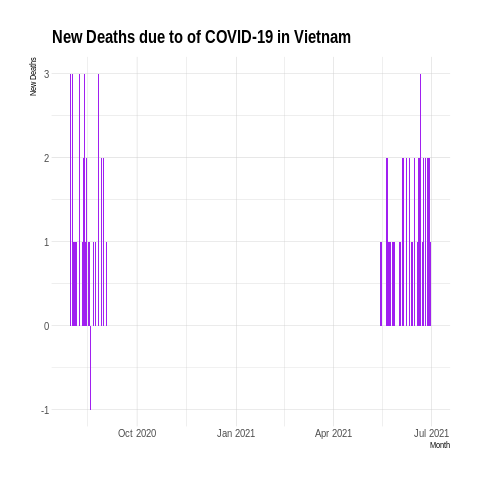 New Deaths due to of COVID-19 in Vietnam
New Deaths
3
2
1
0
-1
Oct 2020
Jan 2021
Apr 2021
Jul 2021
Month